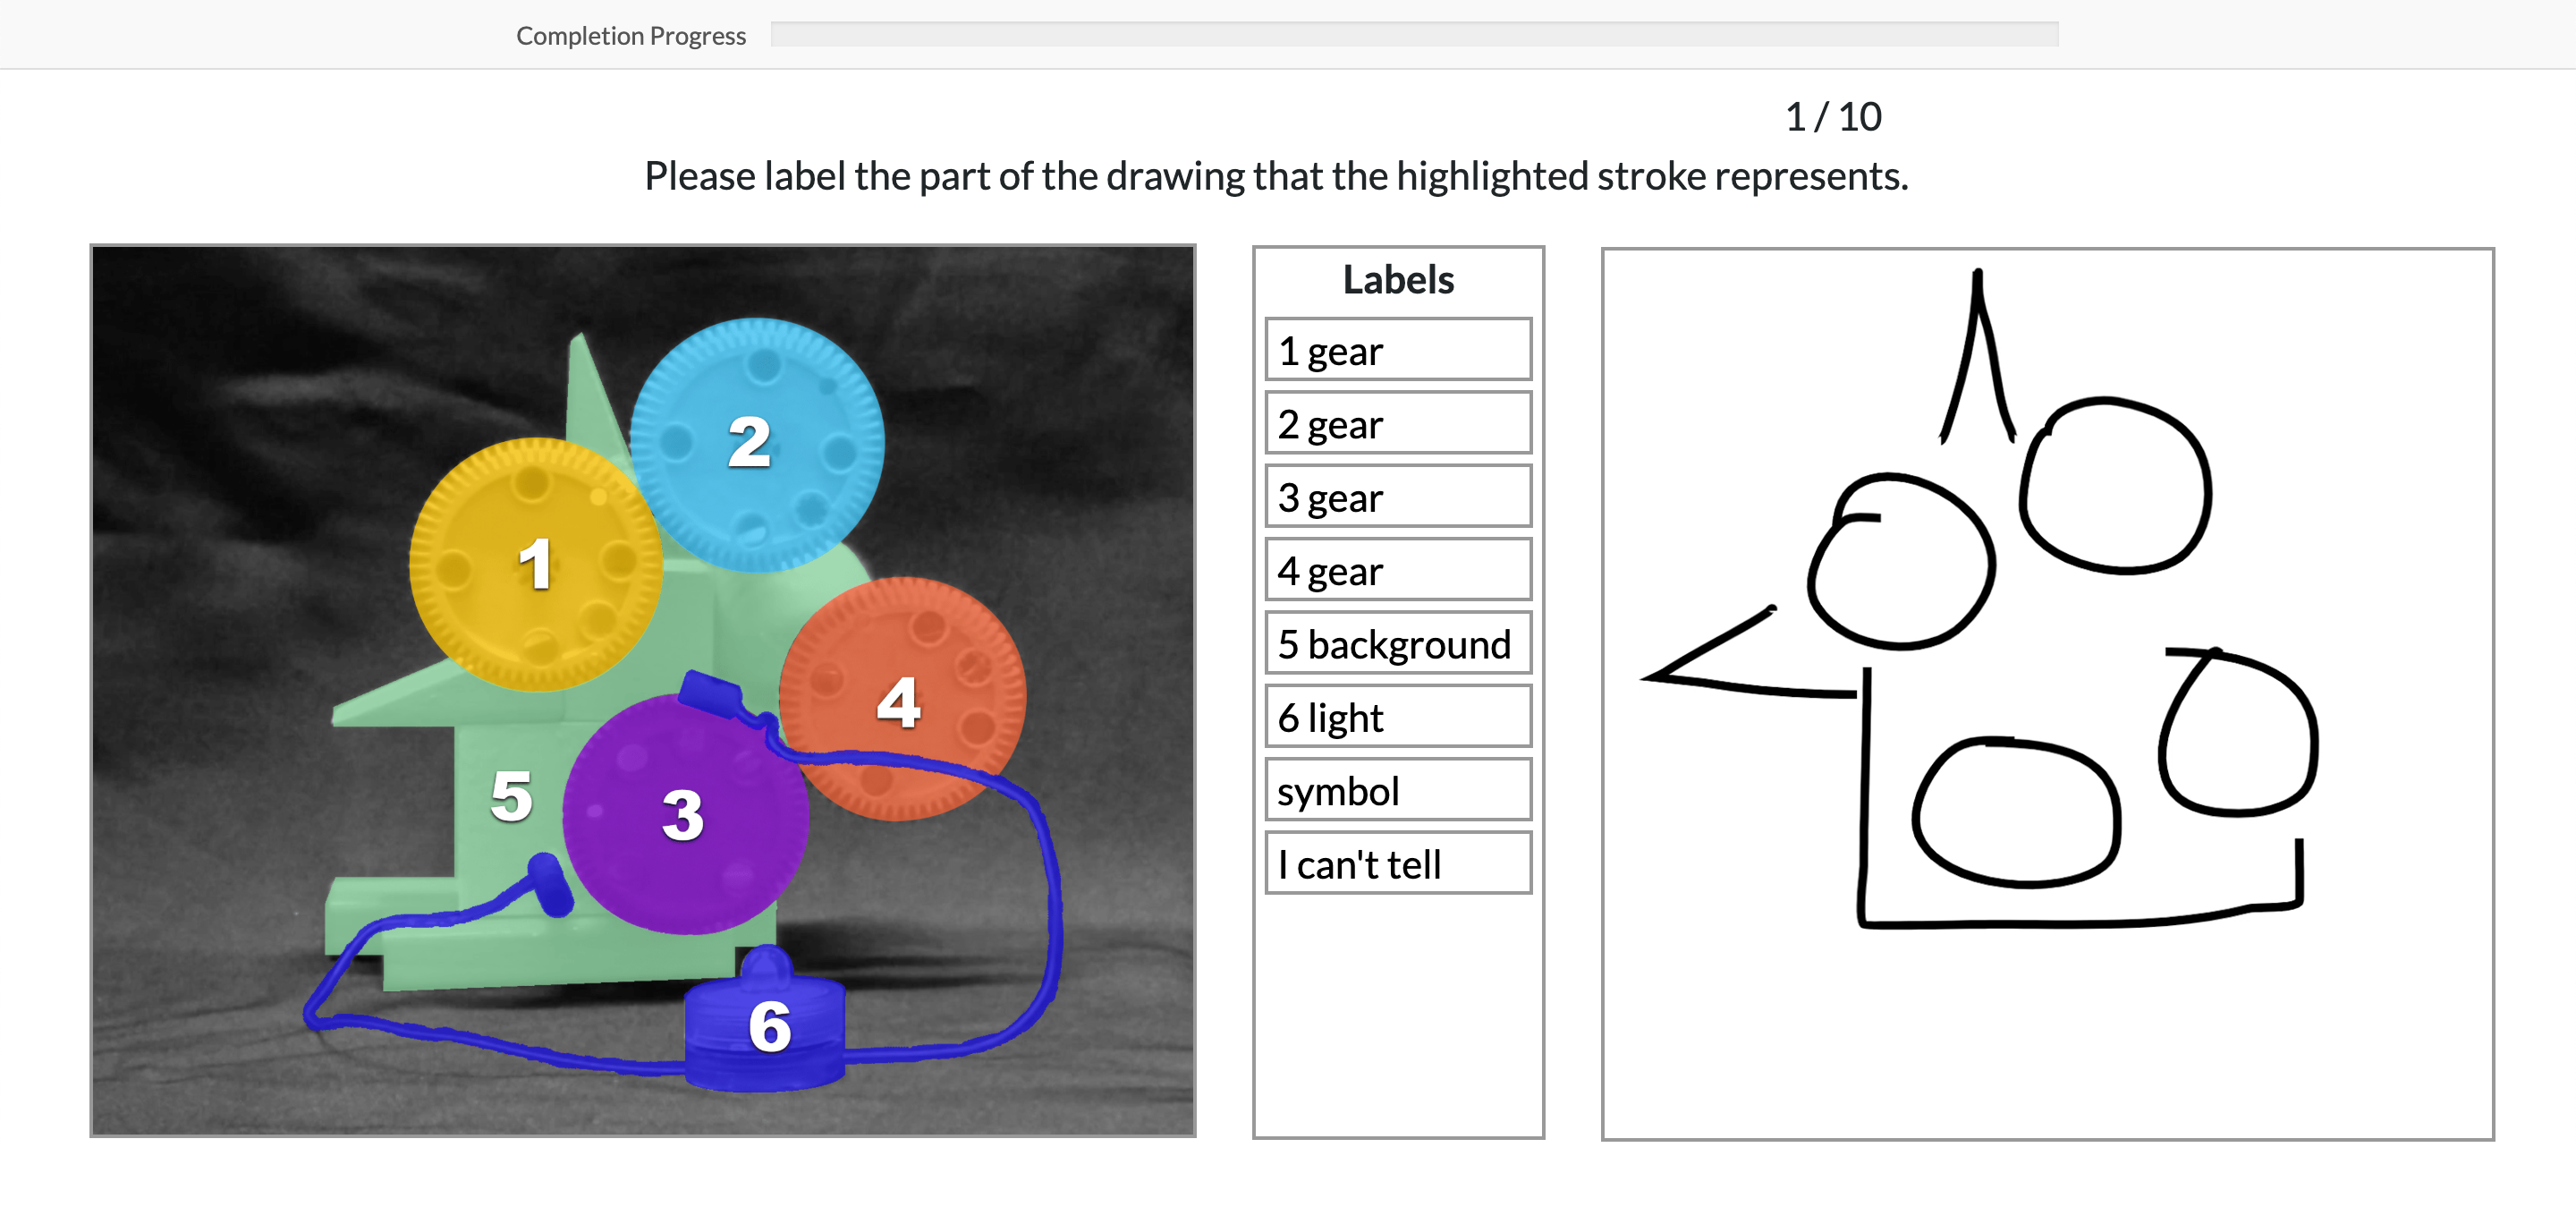 Completion Progress
1 / 10
Please label the part of the drawing that the highlighted stroke represents.
1
2
3
4
5
6
Labels
1 gear
2 gear
3 gear
4 gear
5 background
6 light
symbol
I can't tell